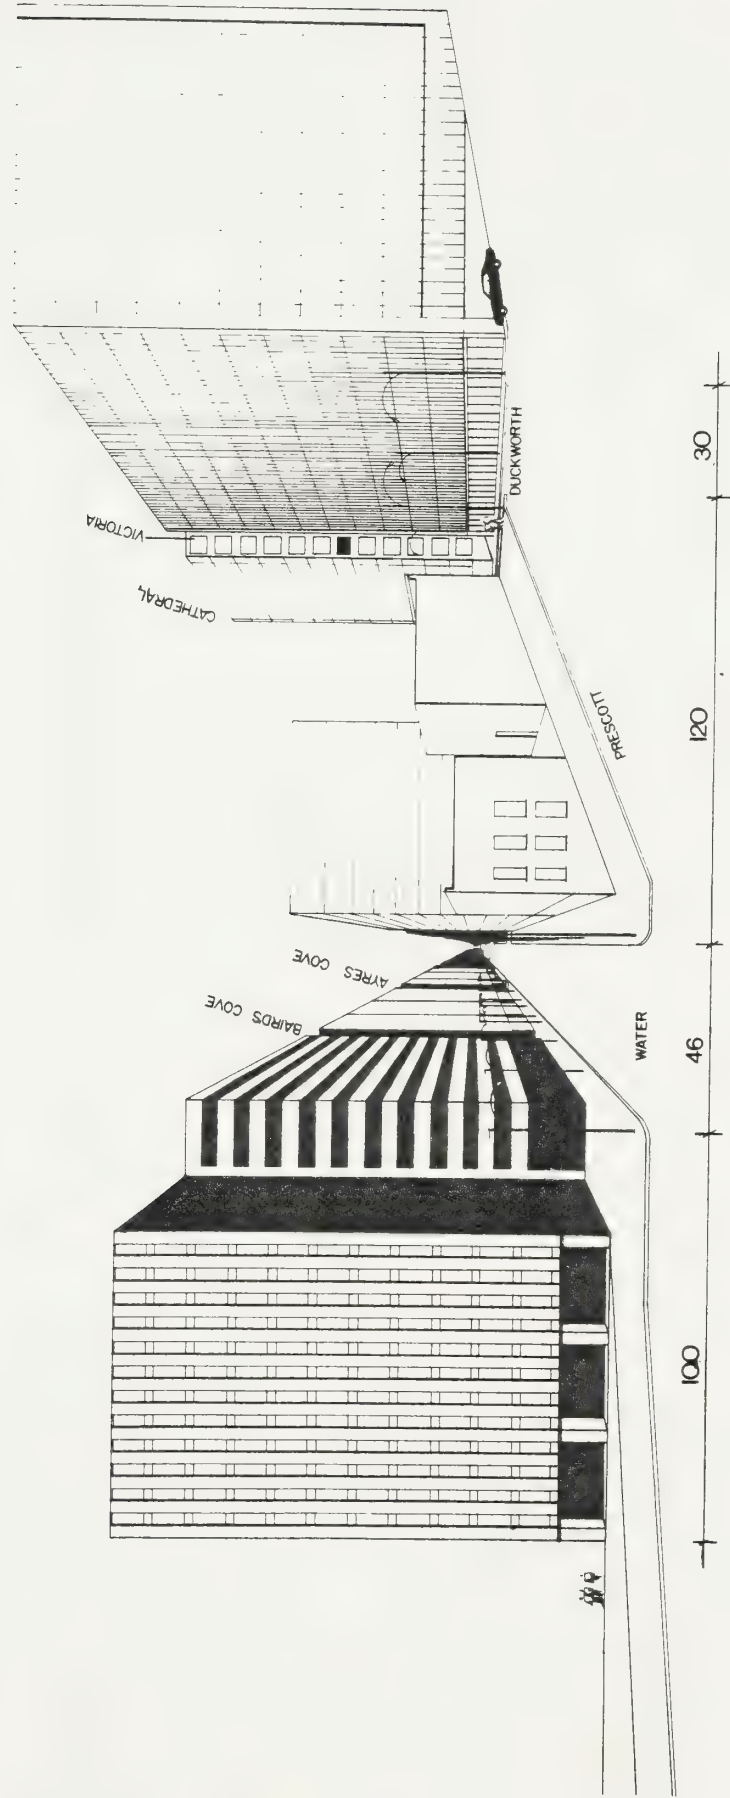 BAIRDS COVE
AYRES COVE
CATHEDRAL
VICTORIA
WATER
PRESCOTT
DUCKWORTH
100
46
120
30